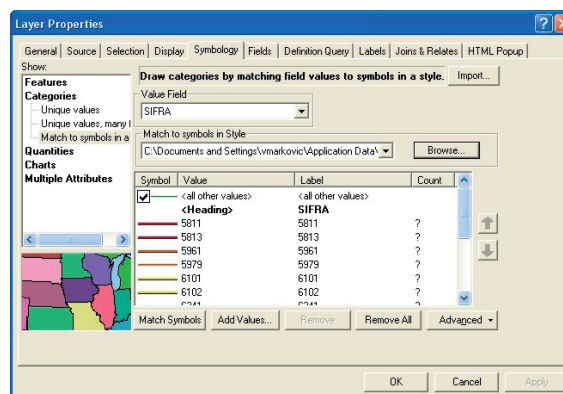 Layer Properties
General Source Selection Display Symbology Fields Definition Query Labels Joins & Relates HTML Popup
Show:
Features
Categories
Unique values
Unique values, many
Match to symbols in a
Quantities
Charts
Multiple Attributes
Draw categories by matching field values to symbols in a style.
Import...
Value Field
SIFRA
Match to symbols in Style
C:\Documents and Settings\vmarkovic\Application Data\
Browse...
Symbol Value Label Count
<all other values> <all other values>
<Heading> SIFRA
5811 5811 ?
5813 5813 ?
5961 5961 ?
5979 5979 ?
6101 6101 ?
6102 6102 ?
Match Symbols Add Values... Remove Remove All Advanced
OK Cancel Apply